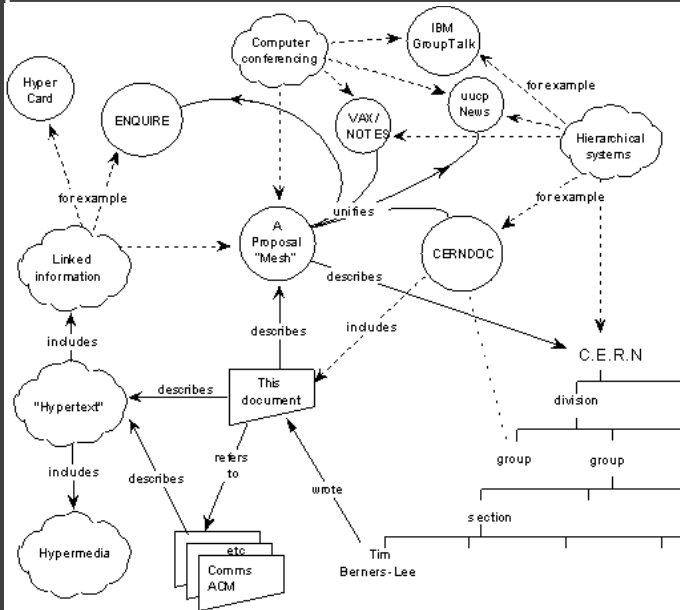 IBM
GroupTalk
Computer
conferencing
Hyper
Card
for example
uucp
News
ENQUIRE
VAX/
NOTES
Hierarchical
systems
for example
for example
unifies
A
Proposal
"Mesh"
Linked
information
CERNDOC
describes
describes
includes
includes
C.E.R.N
This
document
describes
division
"Hypertext"
refers
to
group
group
includes
describes
wrote
section
etc
Hypermedia
Tim
Berners-Lee
Comms
ACM